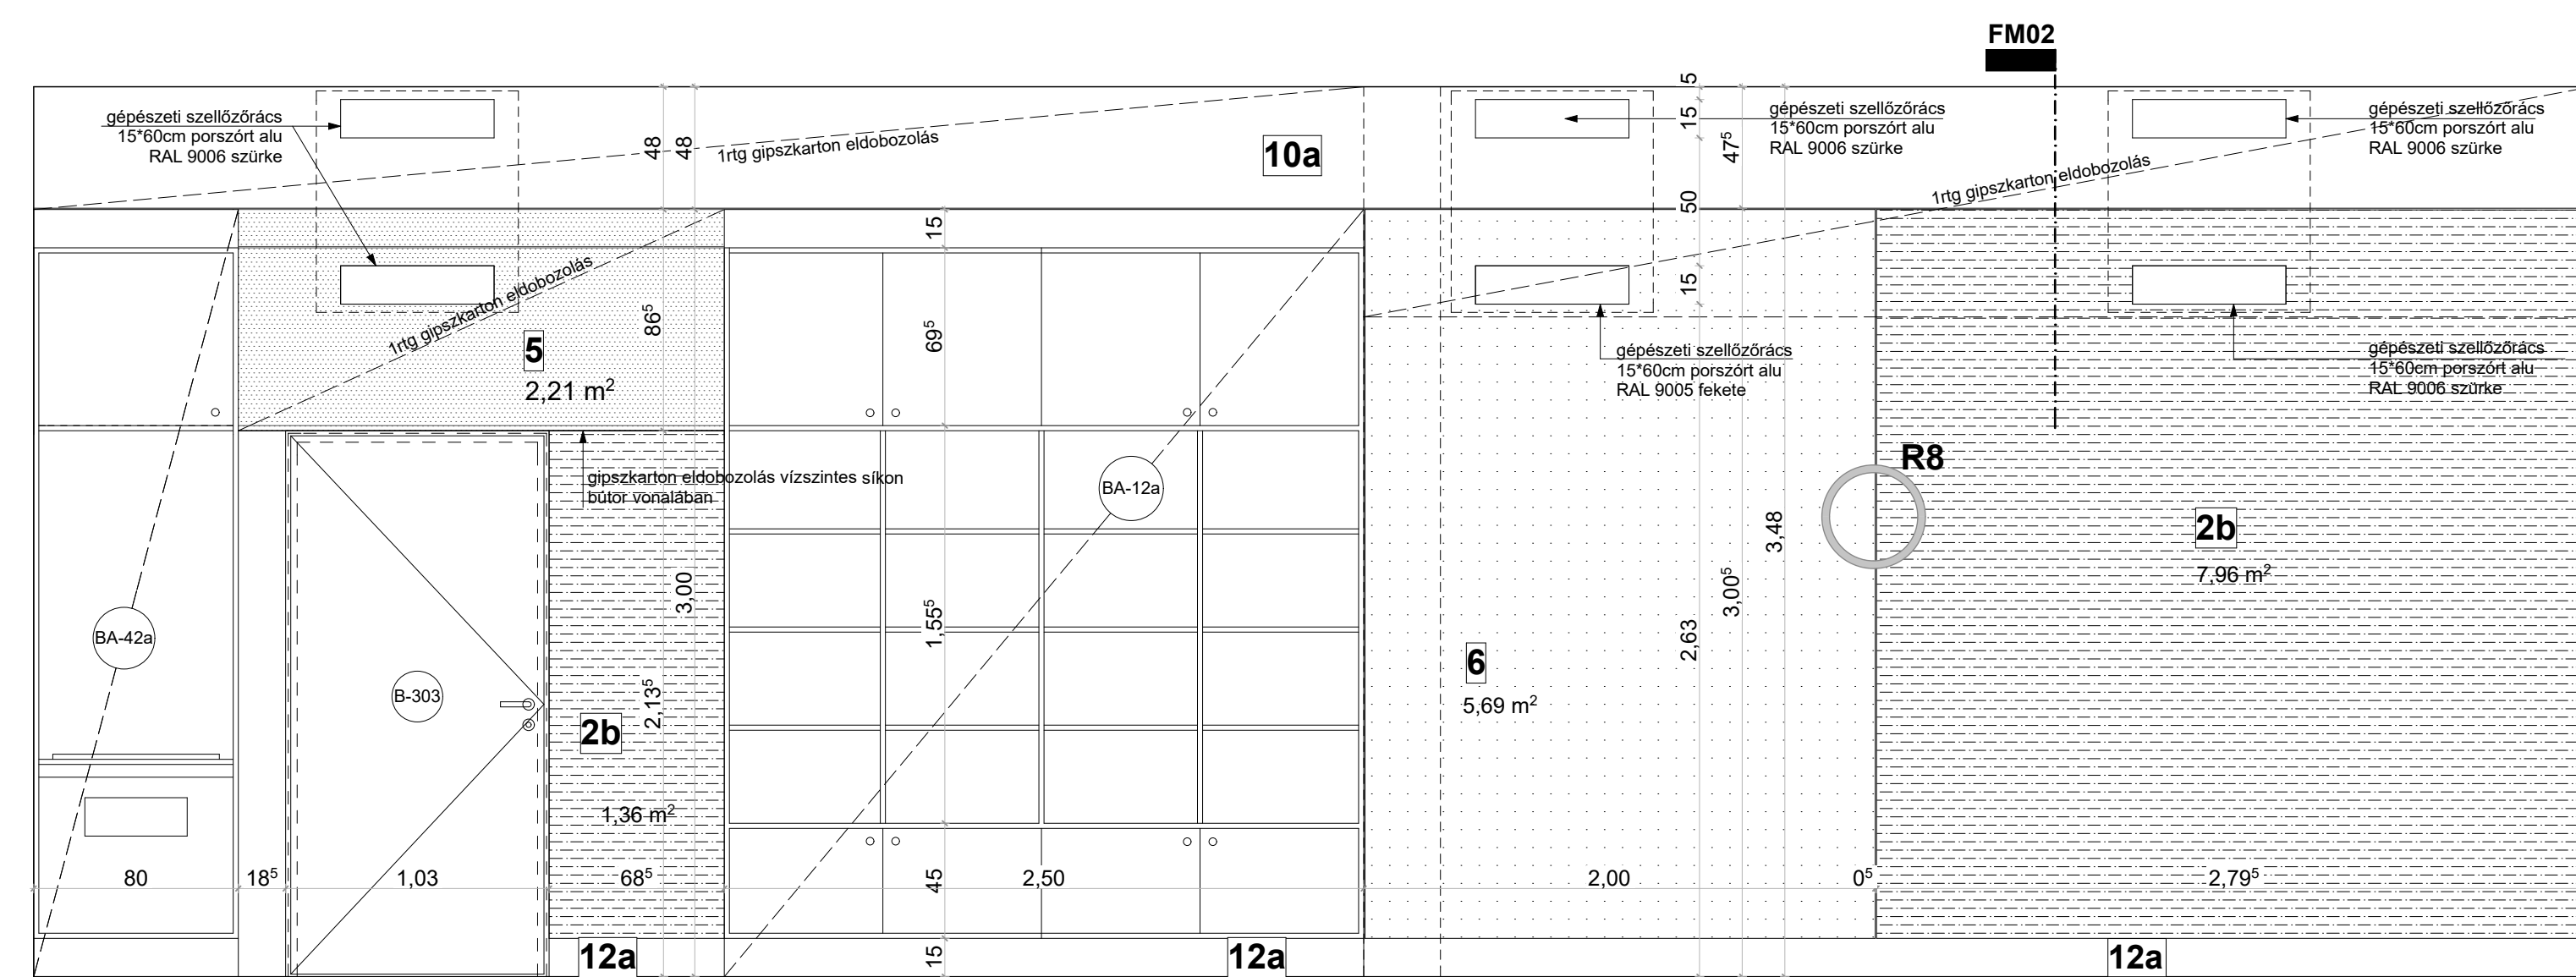 FM02
gépészeti szellőzőrács
15*60cm porszórt alu
RAL 9006 szürke
48
48
1rtg gipszkarton eldobozolás
10a
5
15
47⁵
50
15
gépészeti szellőzőrács
15*60cm porszórt alu
RAL 9006 szürke
1rtg gipszkarton eldobozolás
gépészeti szellőzőrács
15*60cm porszórt alu
RAL 9006 szürke
1rtg gipszkarton eldobozolás
86⁵
5
2,21 m²
15
69⁵
gépészeti szellőzőrács
15*60cm porszórt alu
RAL 9005 fekete
gépészeti szellőzőrács
15*60cm porszórt alu
RAL 9006 szürke
gipszkarton eldobozolás vízszintes síkon
bútor vonalában
BA-12a
R8
2b
7,96 m²
3,48
3,00⁵
2,63
BA-42a
B-303
3,00
2,13⁵
1,55⁵
2b
1,36 m²
6
5,69 m²
80
18⁵
1,03
68⁵
45
2,50
2,00
0⁵
2,79⁵
12a
15
12a
12a